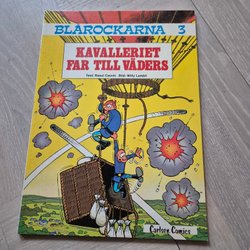 BLÅROCKARNA 3
KAVALLERIET
FAR TILL VÄDERS
Text: Raoul Cauvin Bild: Willy Lambil
Carlsen Comics